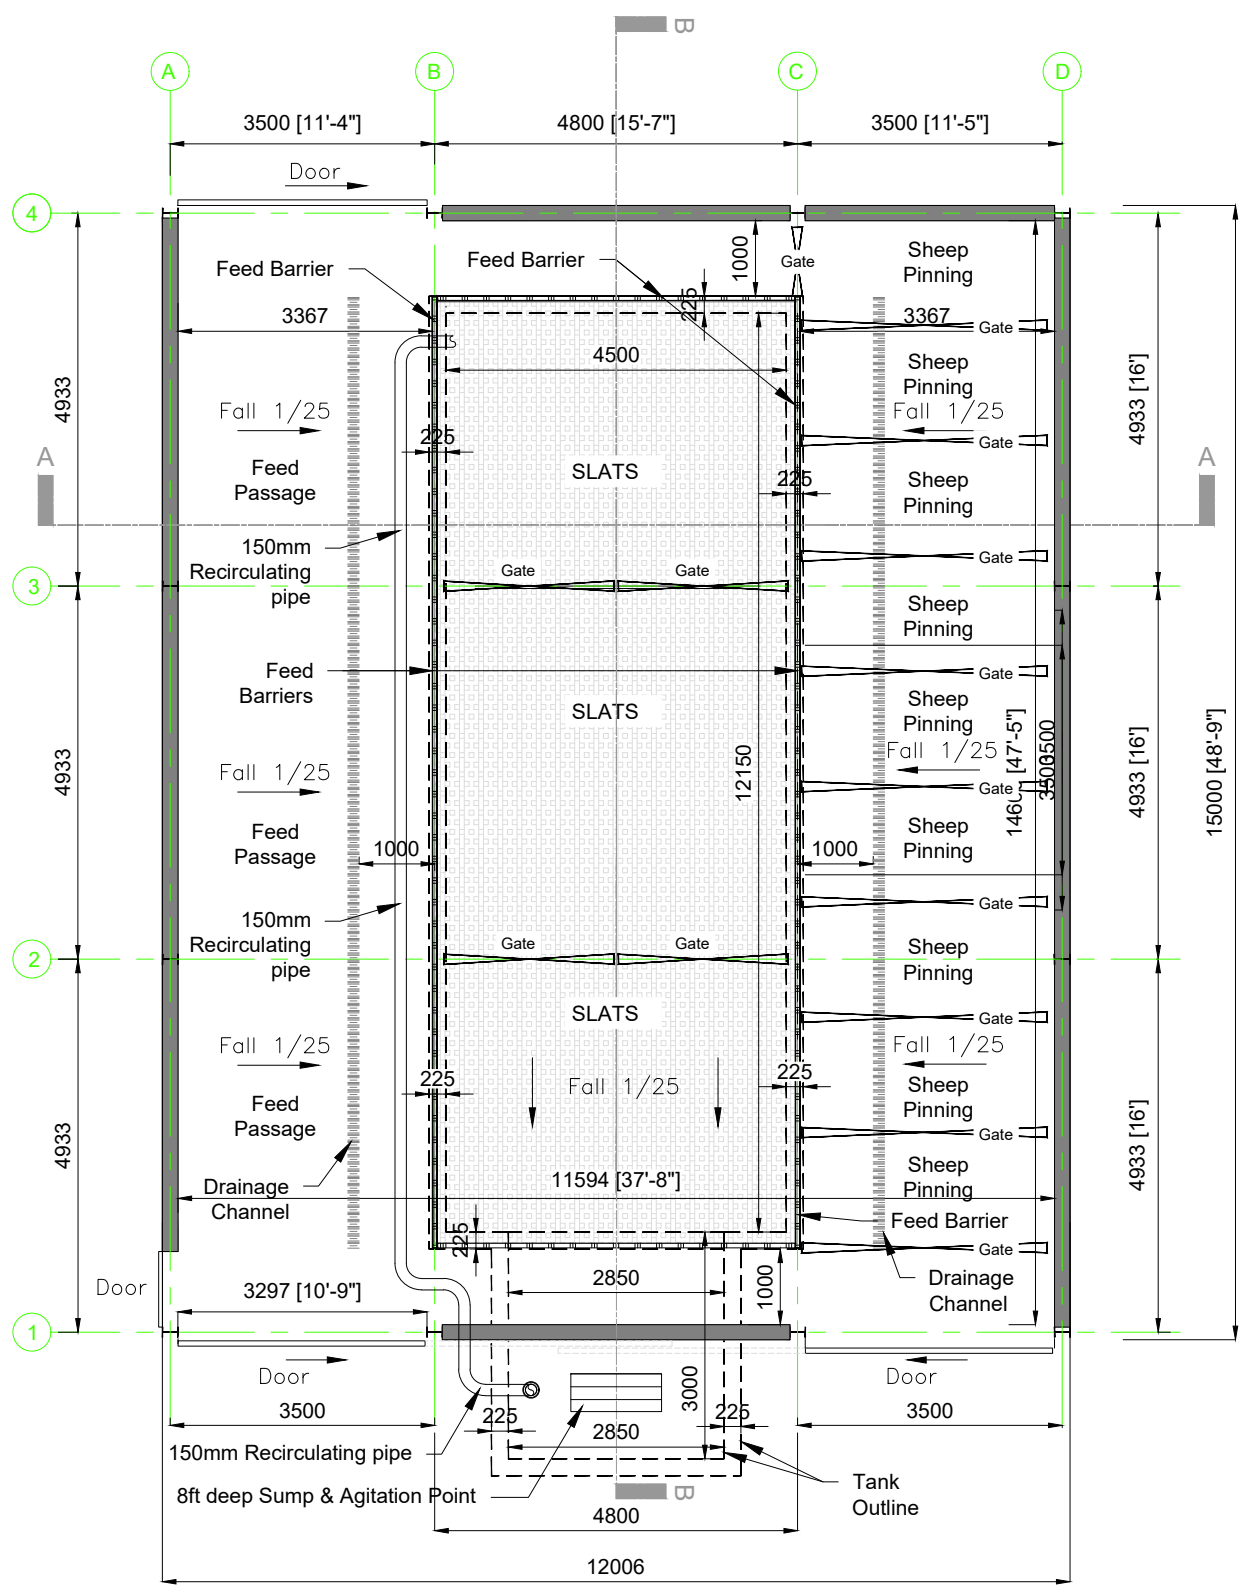 B
A
B
C
D
3500 [11'-4"]
4800 [15'-7"]
3500 [11'-5"]
Door
4
Feed Barrier
Feed Barrier
1000
Gate
Sheep
Pinning
225
3367
3367
Gate
4500
Sheep
Pinning
4933
4933 [16']
Fall 1/25
Fall 1/25
225
Gate
A
A
Feed
Passage
SLATS
225
Sheep
Pinning
150mm
Recirculating
pipe
Gate
Gate
Gate
3
Sheep
Pinning
Feed
Barriers
Gate
SLATS
Sheep
Pinning
4933
Fall 1/25
12150
Fall 1/25
[47'-5"]
3500
4933 [16']
15000 [48'-9"]
Gate
Feed
Passage
1000
1000
Sheep
Pinning
150mm
Recirculating
pipe
Gate
Gate
Gate
2
Sheep
Pinning
SLATS
Gate
Fall 1/25
Fall 1/25
225
Fall 1/25
225
Sheep
Pinning
Feed
Passage
4933
4933 [16']
Gate
11594 [37'-8"]
Sheep
Pinning
Drainage
Channel
Feed Barrier
225
Gate
Door
3297 [10'-9"]
2850
1000
Drainage
Channel
1
Door
Door
3000
3500
225
225
3500
2850
150mm Recirculating pipe
8ft deep Sump & Agitation Point
Tank
Outline
B
4800
12006